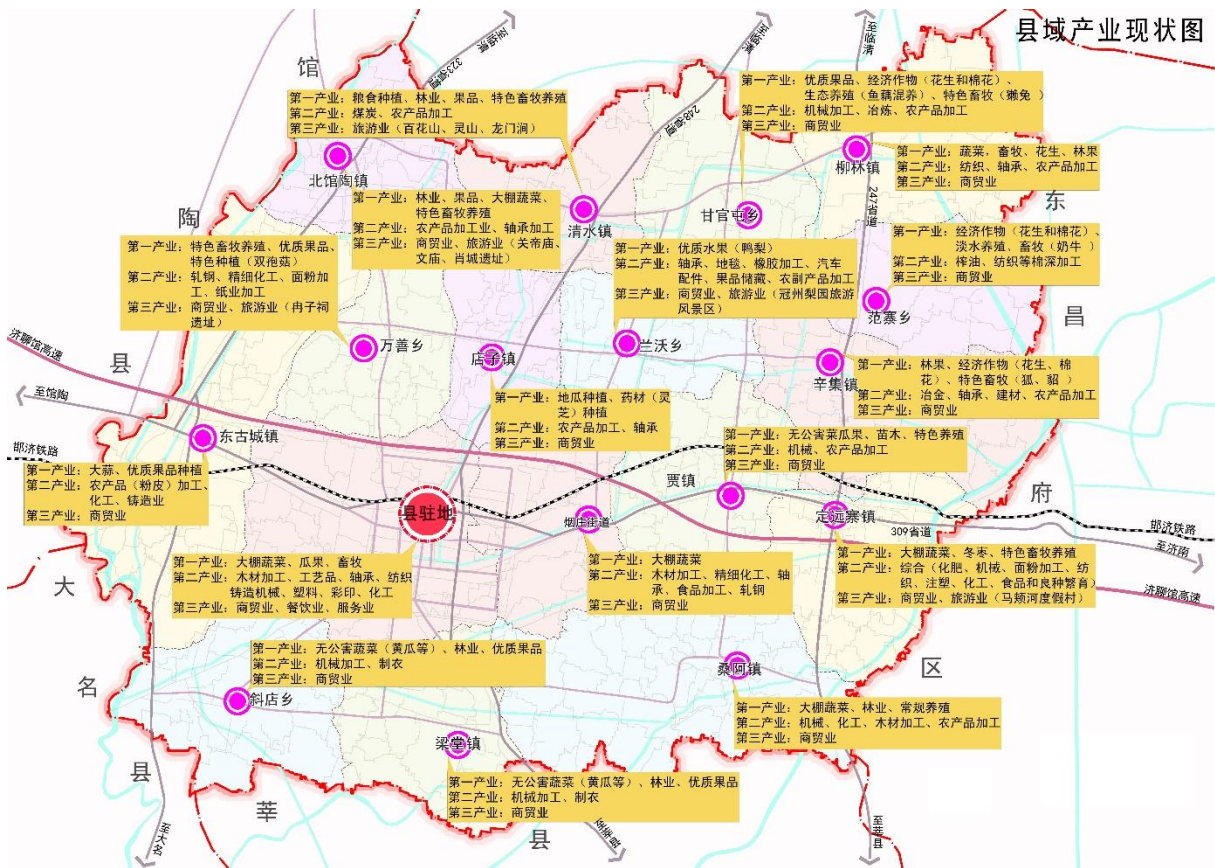 县域产业现状图
馆
陶
县
大
名
县
莘
县
东
昌
府
区
至临清
323省道
至临清
248省道
至临清
247省道
第一产业：粮食种植、林业、果品、特色畜牧养殖
第二产业：煤炭、农产品加工
第三产业：旅游业（百花山、灵山、龙门涧）
第一产业：优质果品、经济作物（花生和棉花）、
生态养殖（鱼藕混养）、特色畜牧（獭兔）
第二产业：机械加工、冶炼、农产品加工
第三产业：商贸业
北馆陶镇
清水镇
甘官屯乡
柳林镇
第一产业：蔬菜，畜牧、花生、林果
第二产业：纺织、轴承、农产品加工
第三产业：商贸业
第一产业：林业、果品、大棚蔬菜、
特色畜牧养殖
第二产业：农产品加工业、轴承加工
第三产业：商贸业、旅游业（关帝庙、
文庙、肖城遗址）
第一产业：经济作物（花生和棉花）、
淡水养殖、畜牧（奶牛）
第二产业：榨油、纺织等棉深加工
第三产业：商贸业
第一产业：特色畜牧养殖、优质果品、
特色种植（双孢菇）
第二产业：轧钢、精细化工、面粉加
工、纸业加工
第三产业：商贸业、旅游业（冉子祠
遗址）
第一产业：优质水果（鸭梨）
第二产业：轴承、地毯、橡胶加工、汽车
配件、果品储藏、农副产品加工
第三产业：商贸业、旅游业（冠州梨园旅游
风景区）
范寨乡
万善乡
店子镇
兰沃乡
辛集镇
第一产业：林果、经济作物（花生、棉
花）、特色畜牧（狐、貂）
第二产业：冶金、轴承、建材、农产品加工
第三产业：商贸业
济聊馆高速
至馆陶
第一产业：地瓜种植、药材（灵
芝）种植
第二产业：农产品加工、轴承
第三产业：商贸业
东古城镇
邯济铁路
第一产业：无公害菜瓜果、苗木、特色养殖
第二产业：机械、农产品加工
第三产业：商贸业
第一产业：大蒜、优质果品种植
第二产业：农产品（粉皮）加工、
化工、铸造业
第三产业：商贸业
贾镇
县驻地
烟庄街道
定远寨镇
309省道
邯济铁路
至济南
济聊馆高速
第一产业：大棚蔬菜、瓜果、畜牧
第二产业：木材加工、工艺品、轴承、纺织
铸造机械、塑料、彩印、化工
第三产业：商贸业、餐饮业、服务业
第一产业：大棚蔬菜
第二产业：木材加工、精细化工、轴
承、食品加工、轧钢
第三产业：商贸业
第一产业：大棚蔬菜、冬枣、特色畜牧养殖
第二产业：综合（化肥、机械、面粉加工、纺
织、注塑、化工、食品和良种繁育）
第三产业：商贸业、旅游业（马颊河度假村）
第一产业：无公害蔬菜（黄瓜等）、林业、优质果品
第二产业：机械加工、制衣
第三产业：商贸业
斜店乡
桑阿镇
第一产业：大棚蔬菜、林业、常规养殖
第二产业：机械、化工、木材加工、农产品加工
第三产业：商贸业
梁堂镇
第一产业：无公害蔬菜（黄瓜等）、林业、优质果品
第二产业：机械加工、制衣
第三产业：商贸业
至大名
至莘县
至莘县